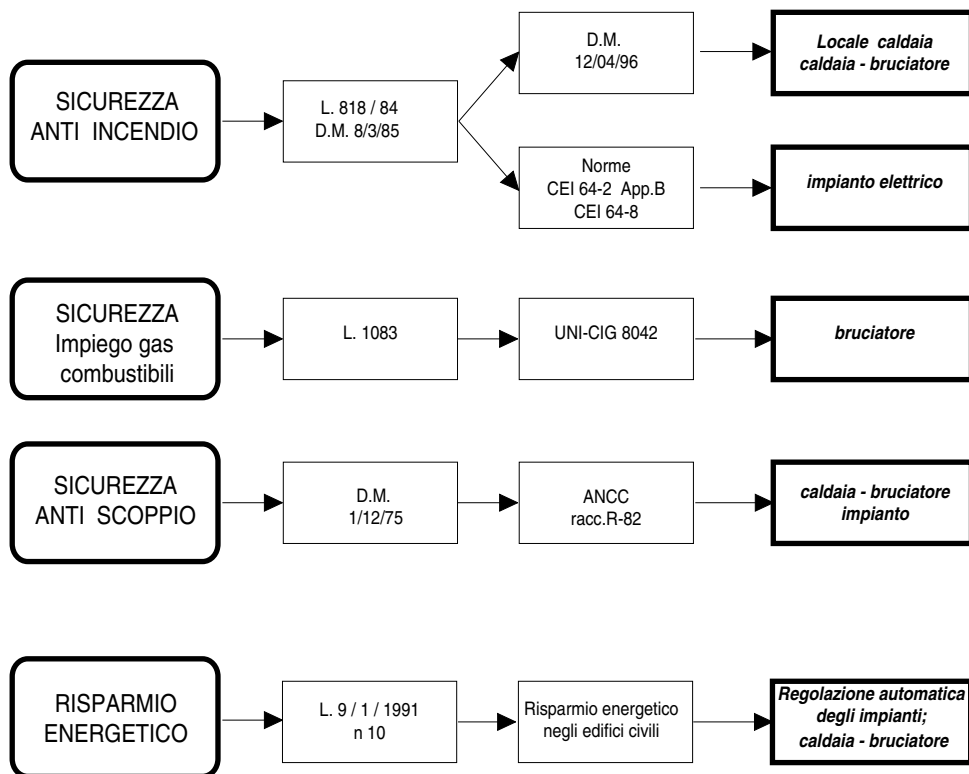 SICUREZZA
ANTI INCENDIO
L. 818 / 84
D.M. 8/3/85
D.M.
12/04/96
Locale caldaia
caldaia - bruciatore
Norme
CEI 64-2 App.B
CEI 64-8
impianto elettrico
SICUREZZA
Impiego gas
combustibili
L. 1083
UNI-CIG 8042
bruciatore
SICUREZZA
ANTI SCOPPIO
D.M.
1/12/75
ANCC
racc.R-82
caldaia - bruciatore
impianto
RISPARMIO
ENERGETICO
L. 9 / 1 / 1991
n 10
Risparmio energetico
negli edifici civili
Regolazione automatica
degli impianti;
caldaia - bruciatore